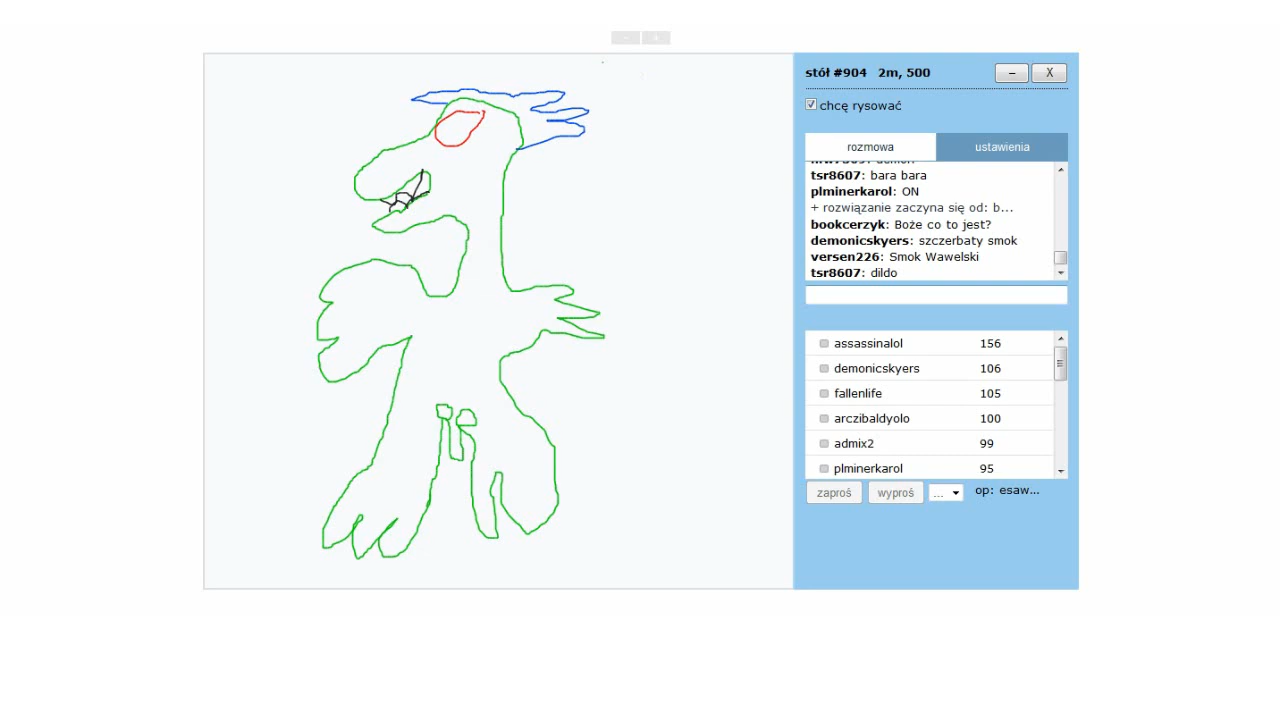 stół #904 2m, 500
– X
chcę rysować
rozmowa ustawienia
tsr8607: bara bara
plminerkarol: ON
+ rozwiązanie zaczyna się od: b...
bookcerzyk: Boże co to jest?
demonicskyers: szczerbaty smok
versen226: Smok Wawelski
tsr8607: dildo
assassinalol 156
demonicskyers 106
fallenlife 105
arczibaldyolo 100
admix2 99
plminerkarol 95
zaproś wyproś ... op: esaw...